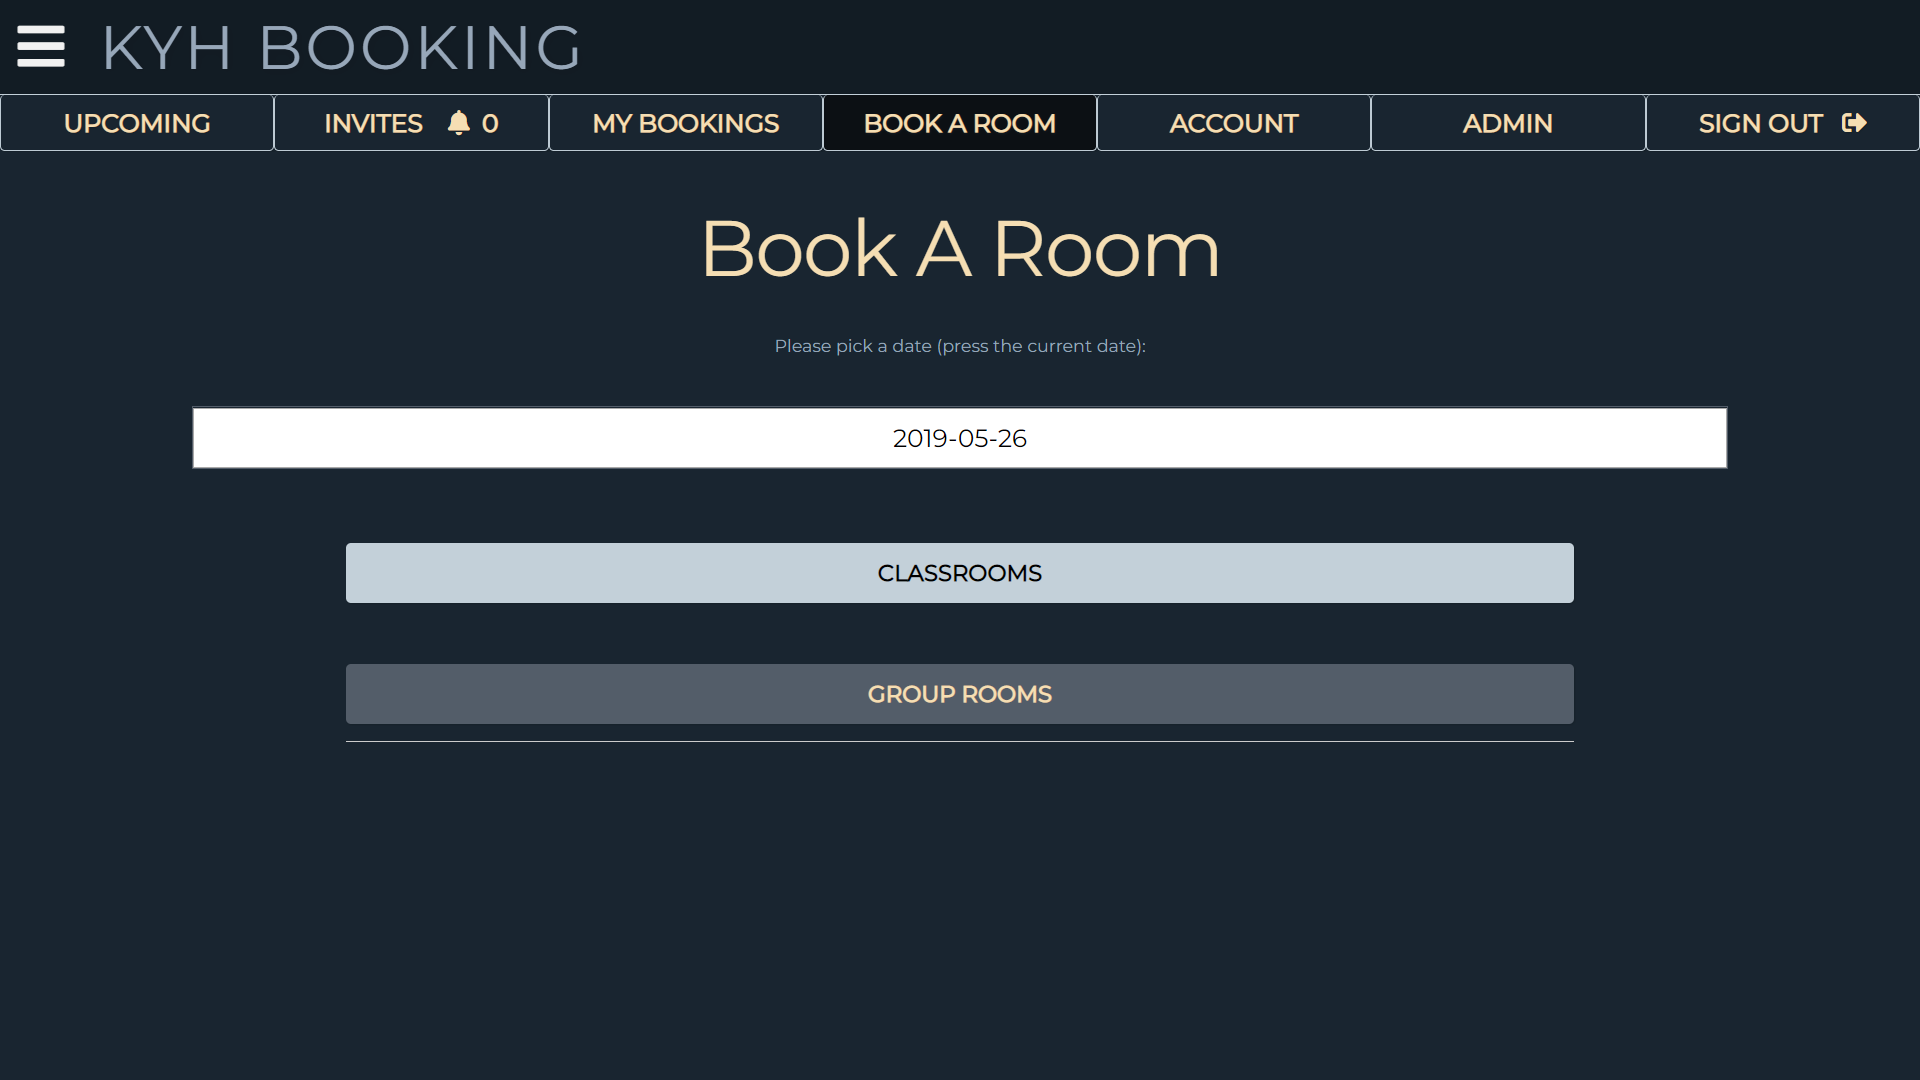 KYH BOOKING
UPCOMING INVITES 0 MY BOOKINGS BOOK A ROOM ACCOUNT ADMIN SIGN OUT
Book A Room
Please pick a date (press the current date):
2019-05-26
CLASSROOMS
GROUP ROOMS